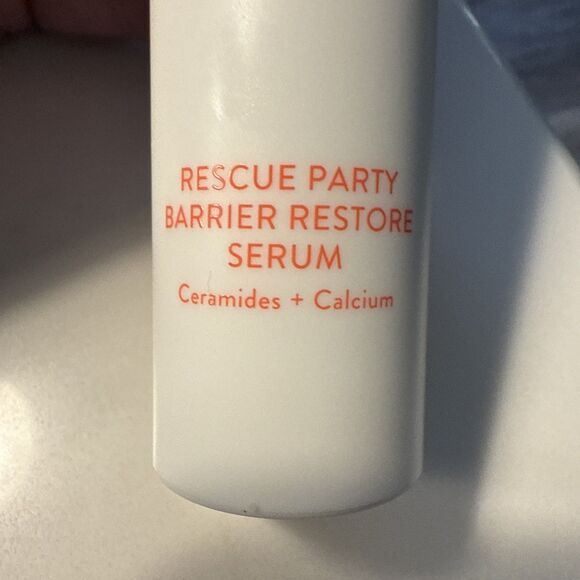 RESCUE PARTY
BARRIER RESTORE
SERUM
Ceramides + Calcium